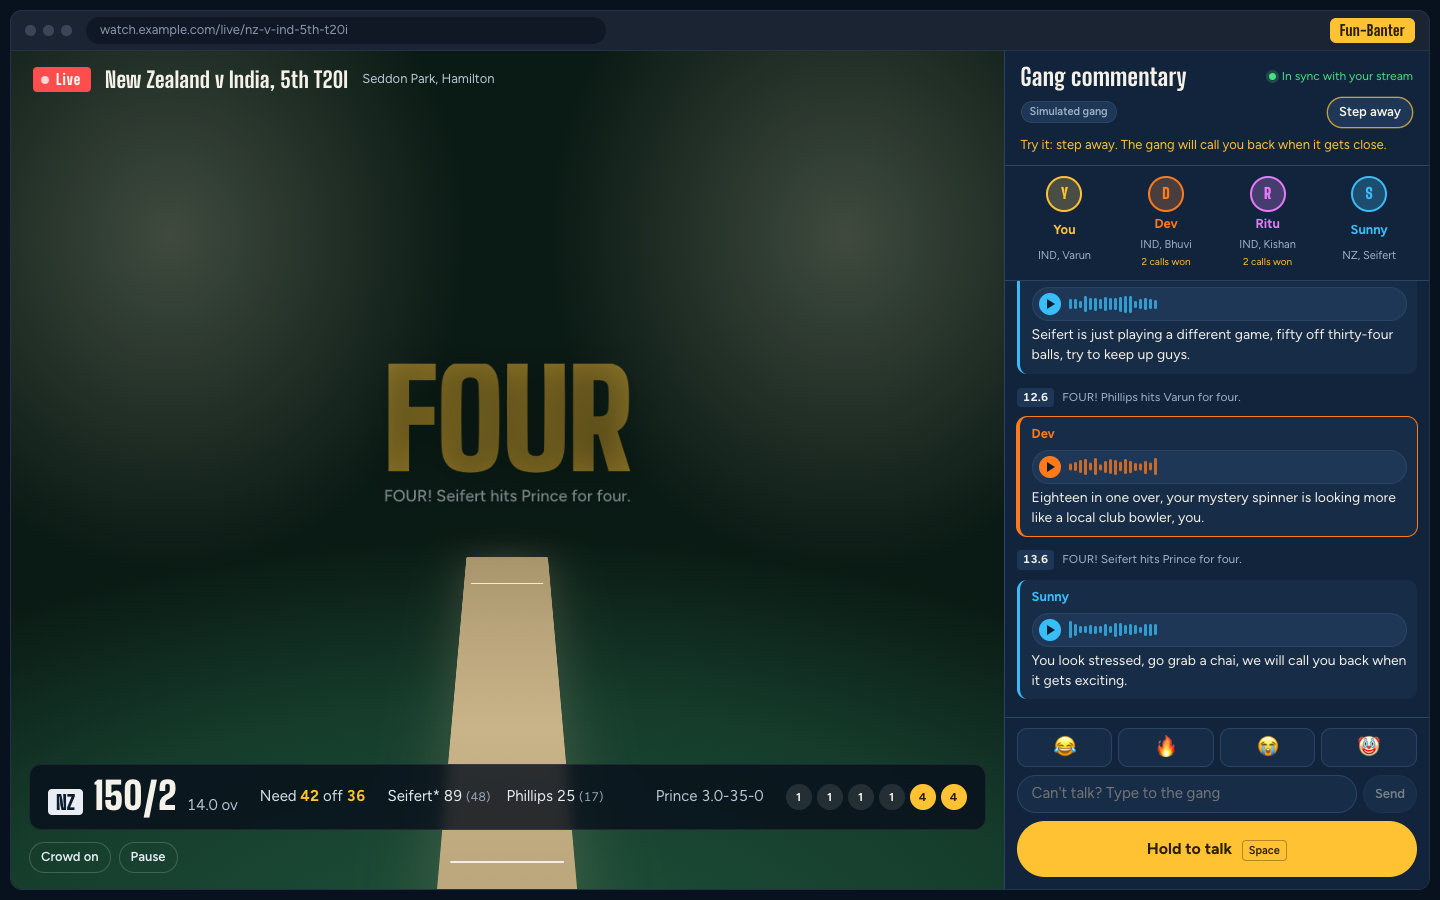 watch.example.com/live/nz-v-ind-5th-t20i
Fun-Banter
Live
New Zealand v India, 5th T20I
Seddon Park, Hamilton
FOUR
FOUR! Seifert hits Prince for four.
NZ
150/2
14.0 ov
Need 42 off 36
Seifert* 89 (48)
Phillips 25 (17)
Prince 3.0-35-0
1 1 1 1 4 4
Crowd on
Pause
Gang commentary
In sync with your stream
Simulated gang
Step away
Try it: step away. The gang will call you back when it gets close.
Y
You
IND, Varun
D
Dev
IND, Bhuvi
2 calls won
R
Ritu
IND, Kishan
2 calls won
S
Sunny
NZ, Seifert
Seifert is just playing a different game, fifty off thirty-four
balls, try to keep up guys.
12.6 FOUR! Phillips hits Varun for four.
Dev
Eighteen in one over, your mystery spinner is looking more
like a local club bowler, you.
13.6 FOUR! Seifert hits Prince for four.
Sunny
You look stressed, go grab a chai, we will call you back when
it gets exciting.
Can't talk? Type to the gang
Send
Hold to talk Space